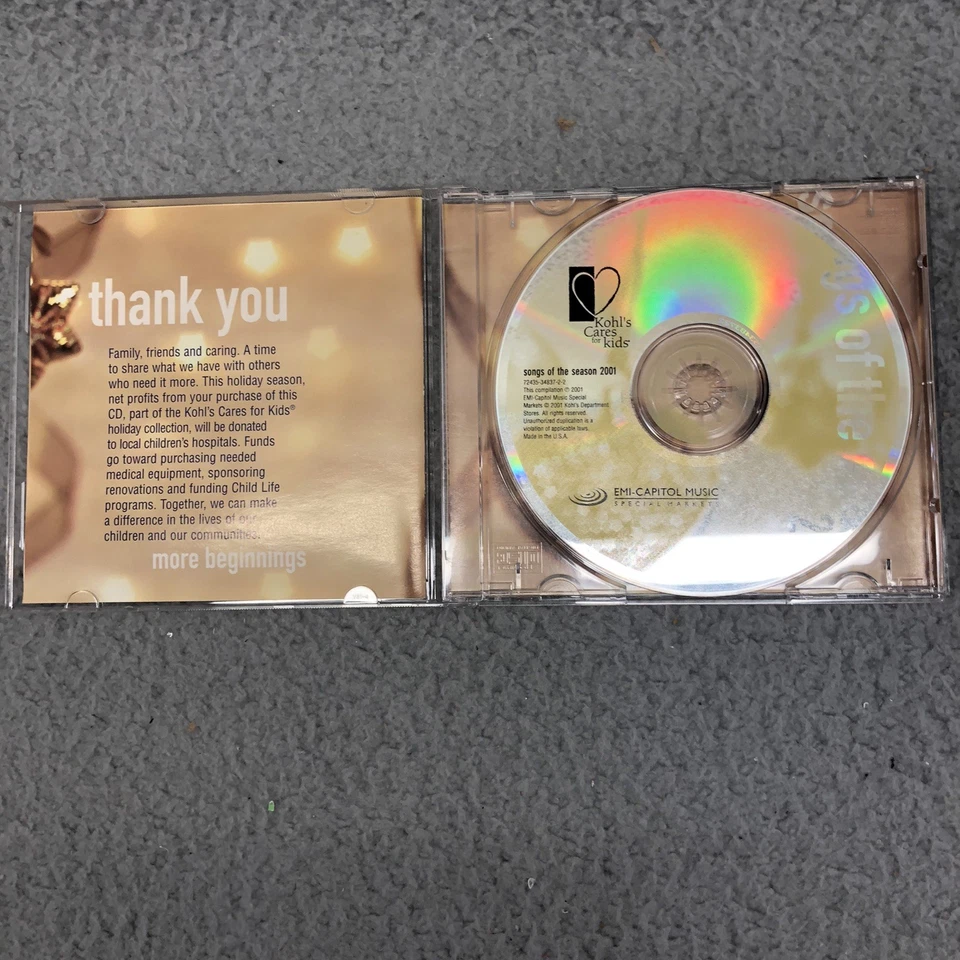 thank you
Family, friends and caring. A time
to share what we have with others
who need it more. This holiday season,
net profits from your purchase of this
CD, part of the Kohl's Cares for Kids®
holiday collection, will be donated
to local children's hospitals. Funds
go toward purchasing needed
medical equipment, sponsoring
renovations and funding Child Life
programs. Together, we can make
a difference in the lives of our
children and our communities.
more beginnings
Kohl's
Cares
for kids
songs of the season 2001
72435-34837-2-2
This compilation ℗ 2001
EMI-Capitol Music Special
Markets © 2001 Kohl's Department
Stores. All rights reserved.
Unauthorized duplication is a
violation of applicable laws.
Made in the U.S.A.
EMI-CAPITOL MUSIC
SPECIAL MARKETS
of the